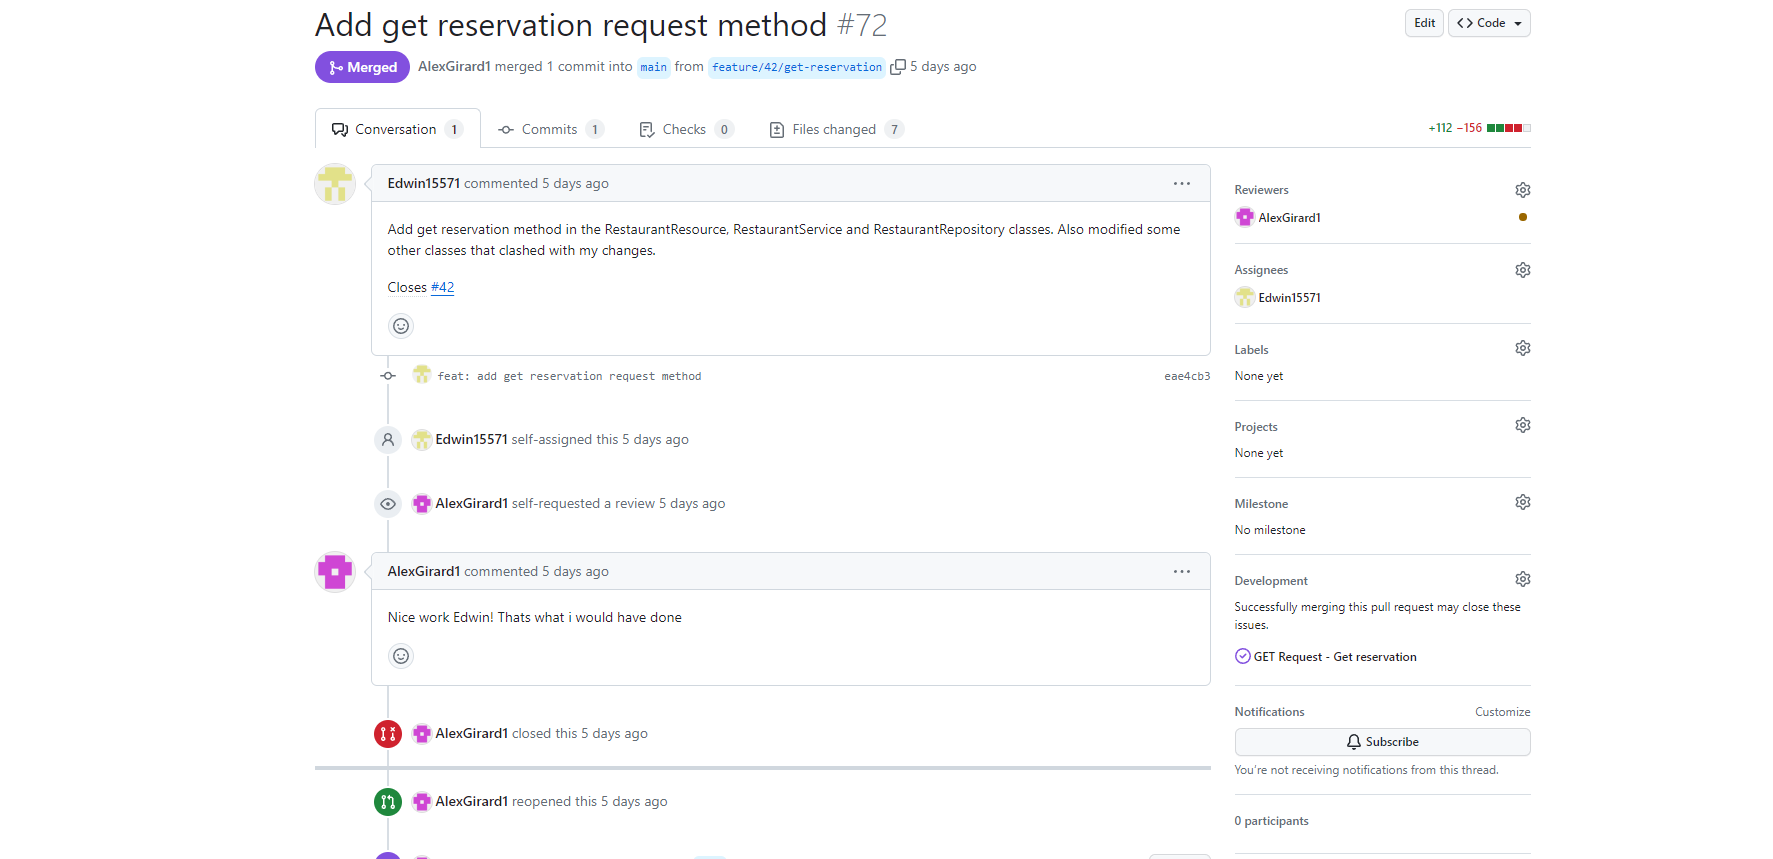 Add get reservation request method #72
Edit
Code
Merged
AlexGirard1 merged 1 commit into main from feature/42/get-reservation 5 days ago
Conversation 1
Commits 1
Checks 0
Files changed 7
+112 −156
Edwin15571 commented 5 days ago
Add get reservation method in the RestaurantResource, RestaurantService and RestaurantRepository classes. Also modified some
other classes that clashed with my changes.
Closes #42
feat: add get reservation request method
eae4cb3
Edwin15571 self-assigned this 5 days ago
AlexGirard1 self-requested a review 5 days ago
AlexGirard1 commented 5 days ago
Nice work Edwin! Thats what i would have done
AlexGirard1 closed this 5 days ago
AlexGirard1 reopened this 5 days ago
Reviewers
AlexGirard1
Assignees
Edwin15571
Labels
None yet
Projects
None yet
Milestone
No milestone
Development
Successfully merging this pull request may close these
issues.
GET Request - Get reservation
Notifications
Customize
Subscribe
You're not receiving notifications from this thread.
0 participants